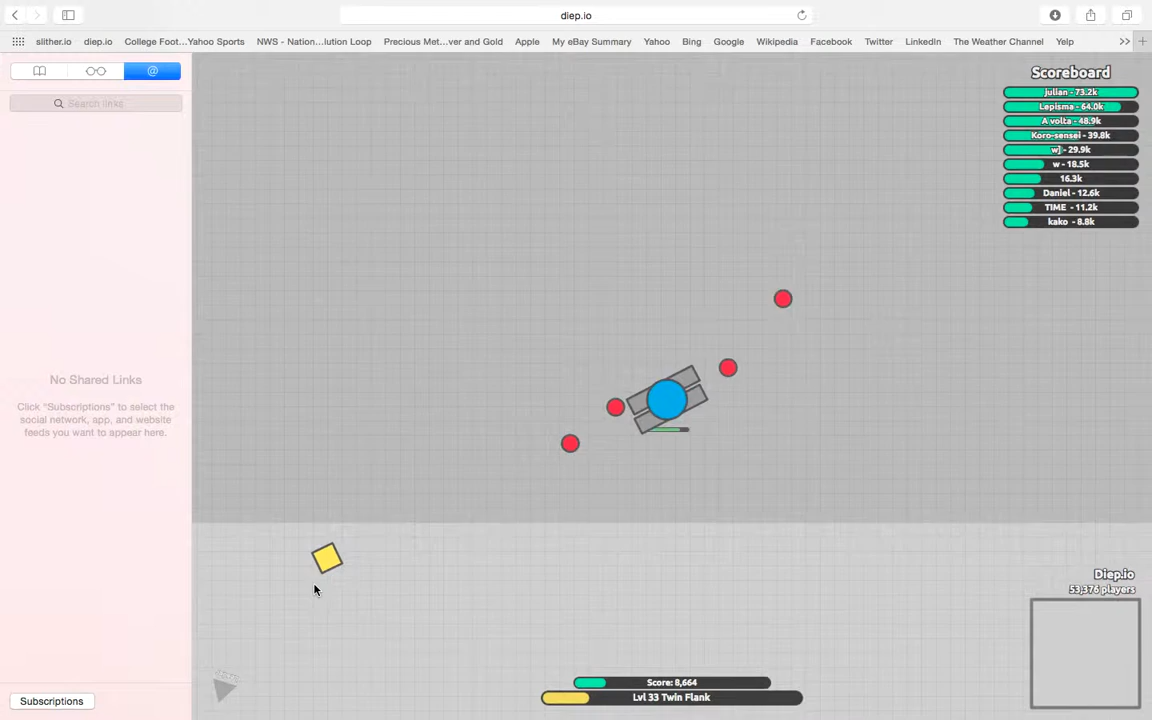 diep.io
slither.io diep.io College Foot...Yahoo Sports NWS - Nation...lution Loop Precious Met...ver and Gold Apple My eBay Summary Yahoo Bing Google Wikipedia Facebook Twitter LinkedIn The Weather Channel Yelp >> +
@
Search links
No Shared Links
Click “Subscriptions” to select the
social network, app, and website
feeds you want to appear here.
Subscriptions
Scoreboard
julian - 73.2k
Lepisma - 64.0k
A volta - 48.9k
Koro-sensei - 39.8k
w] - 29.9k
w - 18.5k
16.3k
Daniel - 12.6k
TIME - 11.2k
kako - 8.8k
Diep.io
53,376 players
Score: 8,664
Lvl 33 Twin Flank